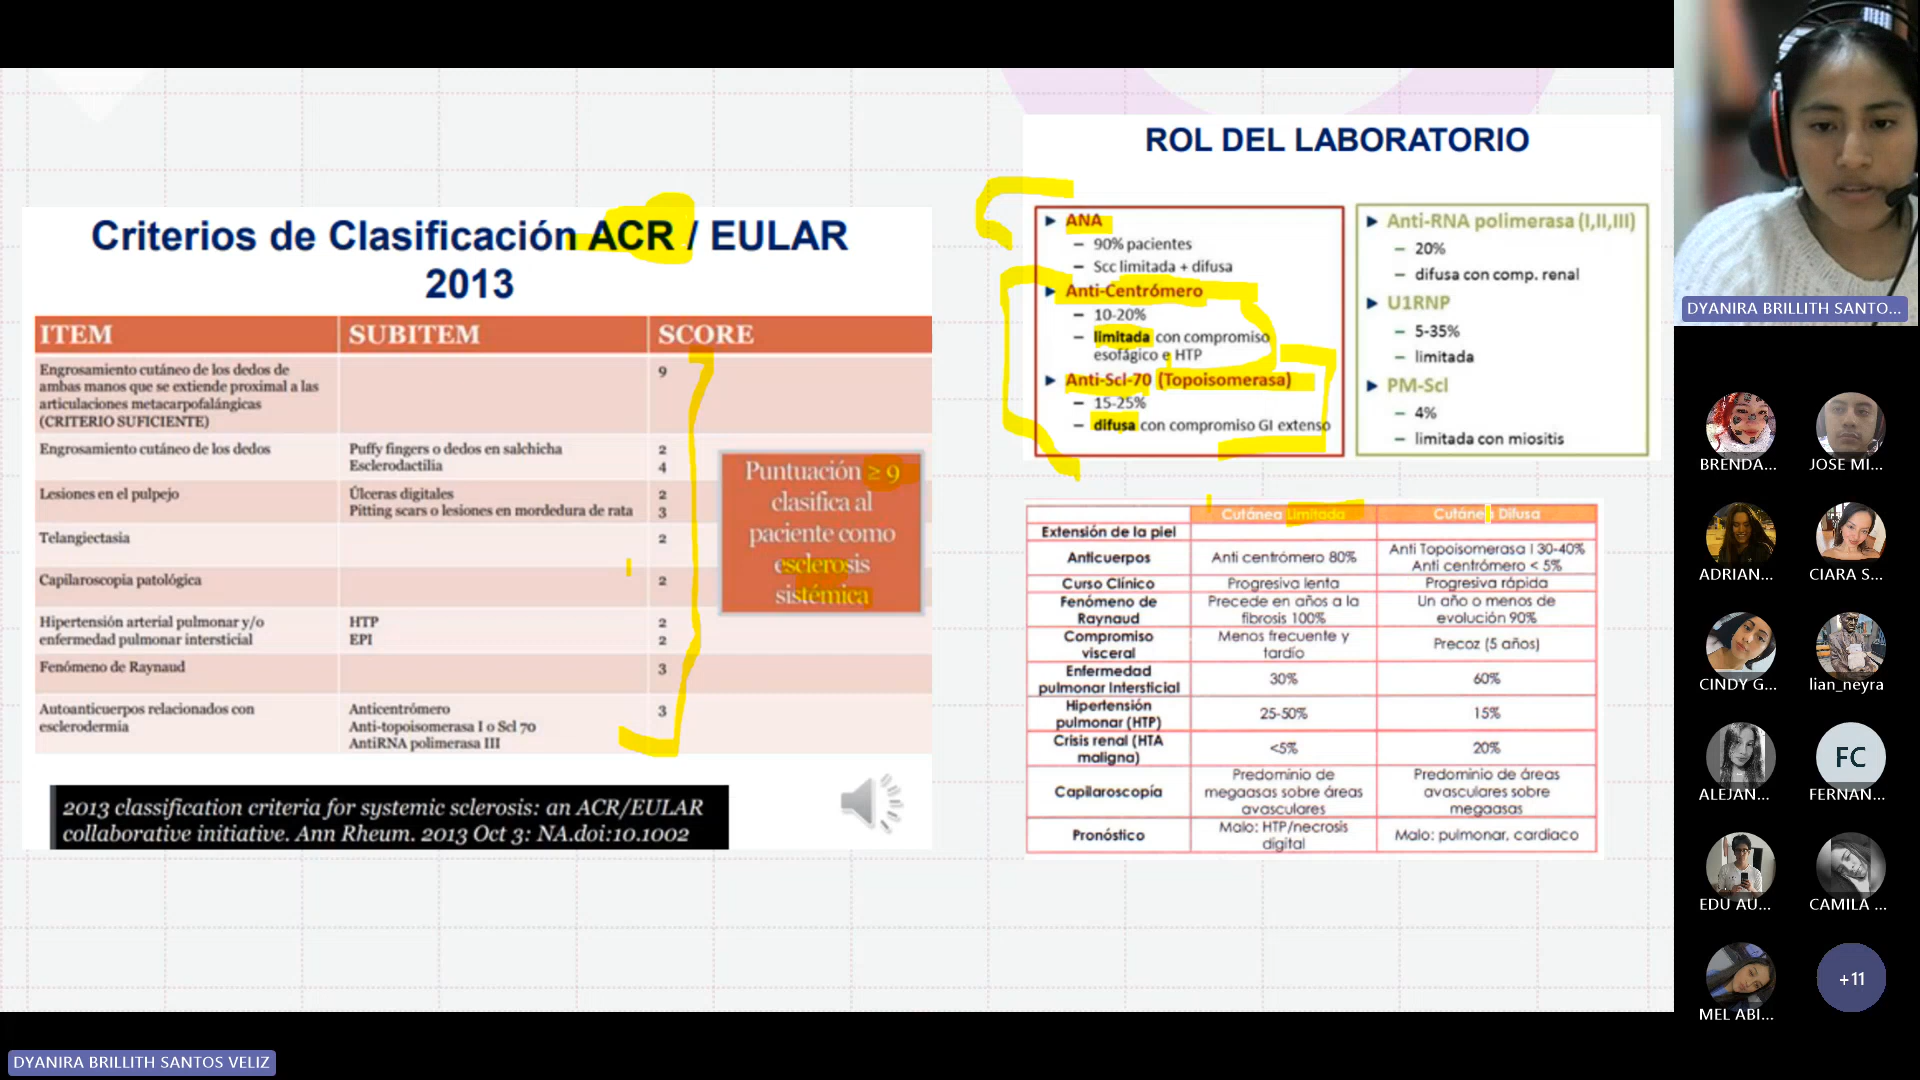 Criterios de Clasificación ACR / EULAR
2013
ITEM SUBITEM SCORE
Engrosamiento cutáneo de los dedos de
ambas manos que se extiende proximal a las
articulaciones metacarpofalángicas
(CRITERIO SUFICIENTE)
9
Engrosamiento cutáneo de los dedos
Puffy fingers o dedos en salchicha 2
Esclerodactilia 4
Lesiones en el pulpejo
Úlceras digitales 2
Pitting scars o lesiones en mordedura de rata 3
Telangiectasia 2
Capilaroscopia patológica 2
Hipertensión arterial pulmonar y/o
enfermedad pulmonar intersticial
HTP 2
EPI 2
Fenómeno de Raynaud 3
Autoanticuerpos relacionados con
esclerodermia
Anticentrómero
Anti-topoisomerasa I o Scl 70
AntiRNA polimerasa III
3
Puntuación ≥ 9
clasifica al
paciente como
esclerosis
sistémica
2013 classification criteria for systemic sclerosis: an ACR/EULAR
collaborative initiative. Ann Rheum. 2013 Oct 3: NA.doi:10.1002
ROL DEL LABORATORIO
► ANA
– 90% pacientes
– Scc limitada + difusa
► Anti-Centrómero
– 10-20%
– limitada con compromiso
esofágico e HTP
► Anti-Scl-70 (Topoisomerasa)
– 15-25%
– difusa con compromiso GI extenso
► Anti-RNA polimerasa (I,II,III)
– 20%
– difusa con comp. renal
► U1RNP
– 5-35%
– limitada
► PM-Scl
– 4%
– limitada con miositis
Cutánea Limitada Cutánea Difusa
Extensión de la piel
Anticuerpos
Anti centrómero 80%
Anti Topoisomerasa I 30-40%
Anti centrómero < 5%
Curso Clínico Progresiva lenta Progresiva rápida
Fenómeno de
Raynaud
Precede en años a la
fibrosis 100%
Un año o menos de
evolución 90%
Compromiso
visceral
Menos frecuente y
tardío
Precoz (5 años)
Enfermedad
pulmonar Intersticial
30% 60%
Hipertensión
pulmonar (HTP)
25-50% 15%
Crisis renal (HTA
maligna)
<5% 20%
Capilaroscopía
Predominio de
megaasas sobre áreas
avasculares
Predominio de áreas
avasculares sobre
megaasas
Pronóstico
Malo: HTP/necrosis
digital
Malo: pulmonar, cardíaco
DYANIRA BRILLITH SANTO...
BRENDA... JOSE MI...
ADRIAN... CIARA S...
CINDY G... lian_neyra
FC
ALEJAN... FERNAN...
EDU AU... CAMILA ...
+11
MEL ABI...
DYANIRA BRILLITH SANTOS VELIZ